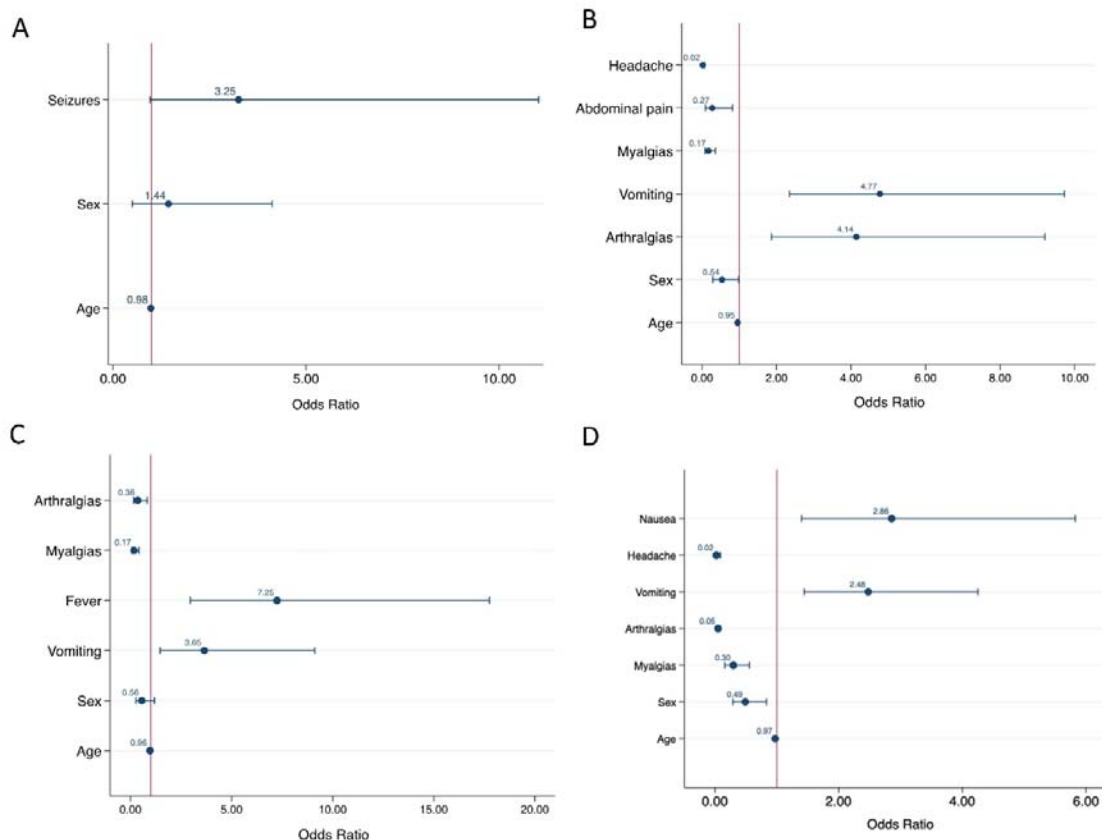 A
Seizures
3.25
Sex
1.44
Age
0.98
0.00 5.00 10.00
Odds Ratio
B
Headache
0.02
Abdominal pain
0.27
Myalgias
0.17
Vomiting
4.77
Arthralgias
4.14
Sex
0.54
Age
0.95
0.00 2.00 4.00 6.00 8.00 10.00
Odds Ratio
C
Arthralgias
0.36
Myalgias
0.17
Fever
7.25
Vomiting
3.65
Sex
0.56
Age
0.96
0.00 5.00 10.00 15.00 20.00
Odds Ratio
D
Nausea
2.86
Headache
0.02
Vomiting
2.48
Arthralgias
0.05
Myalgias
0.30
Sex
0.49
Age
0.97
0.00 2.00 4.00 6.00
Odds Ratio